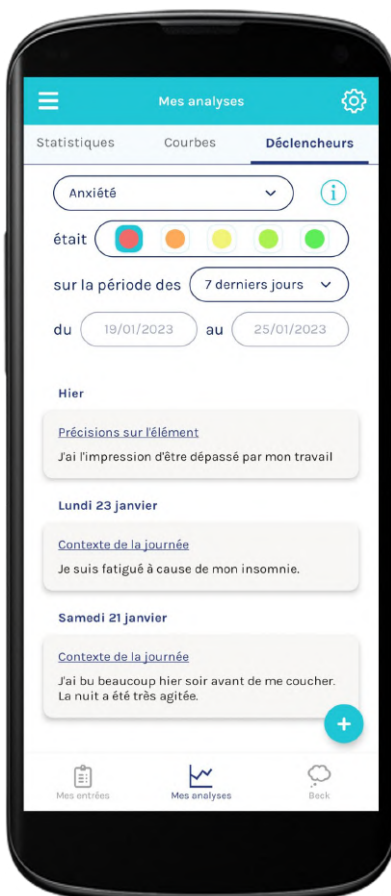 Mes analyses
Statistiques Courbes Déclencheurs
Anxiété i
était
sur la période des 7 derniers jours
du 19/01/2023 au 25/01/2023
Hier
Précisions sur l'élément
J'ai l'impression d'être dépassé par mon travail
Lundi 23 janvier
Contexte de la journée
Je suis fatigué à cause de mon insomnie.
Samedi 21 janvier
Contexte de la journée
J'ai bu beaucoup hier soir avant de me coucher.
La nuit a été très agitée.
+
Mes entrées Mes analyses Beck